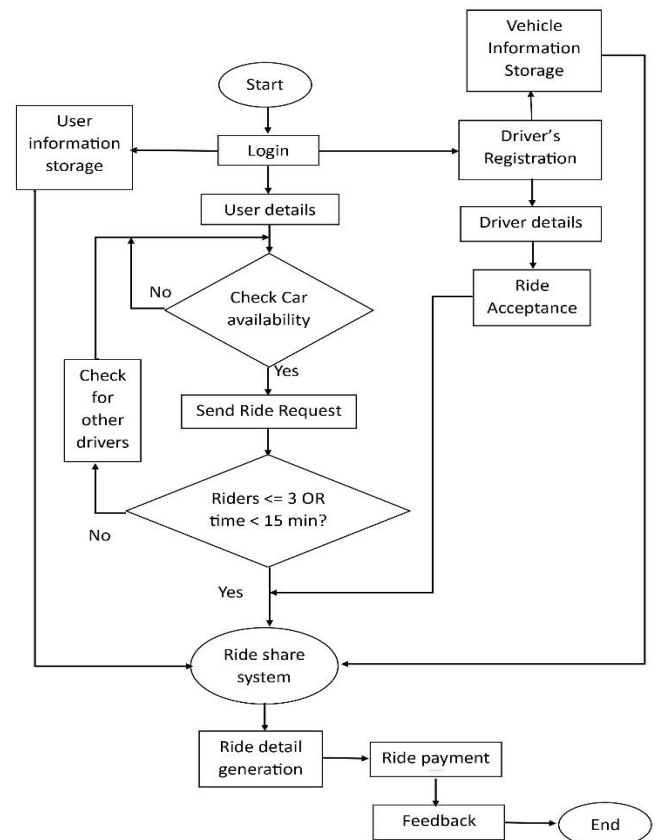 Vehicle
Information
Storage
Start
User
information
storage
Login
Driver's
Registration
User details
Driver details
No
Check Car
availability
Ride
Acceptance
Yes
Check
for
other
drivers
Send Ride Request
Riders <= 3 OR
time < 15 min?
No
Yes
Ride share
system
Ride detail
generation
Ride payment
Feedback
End